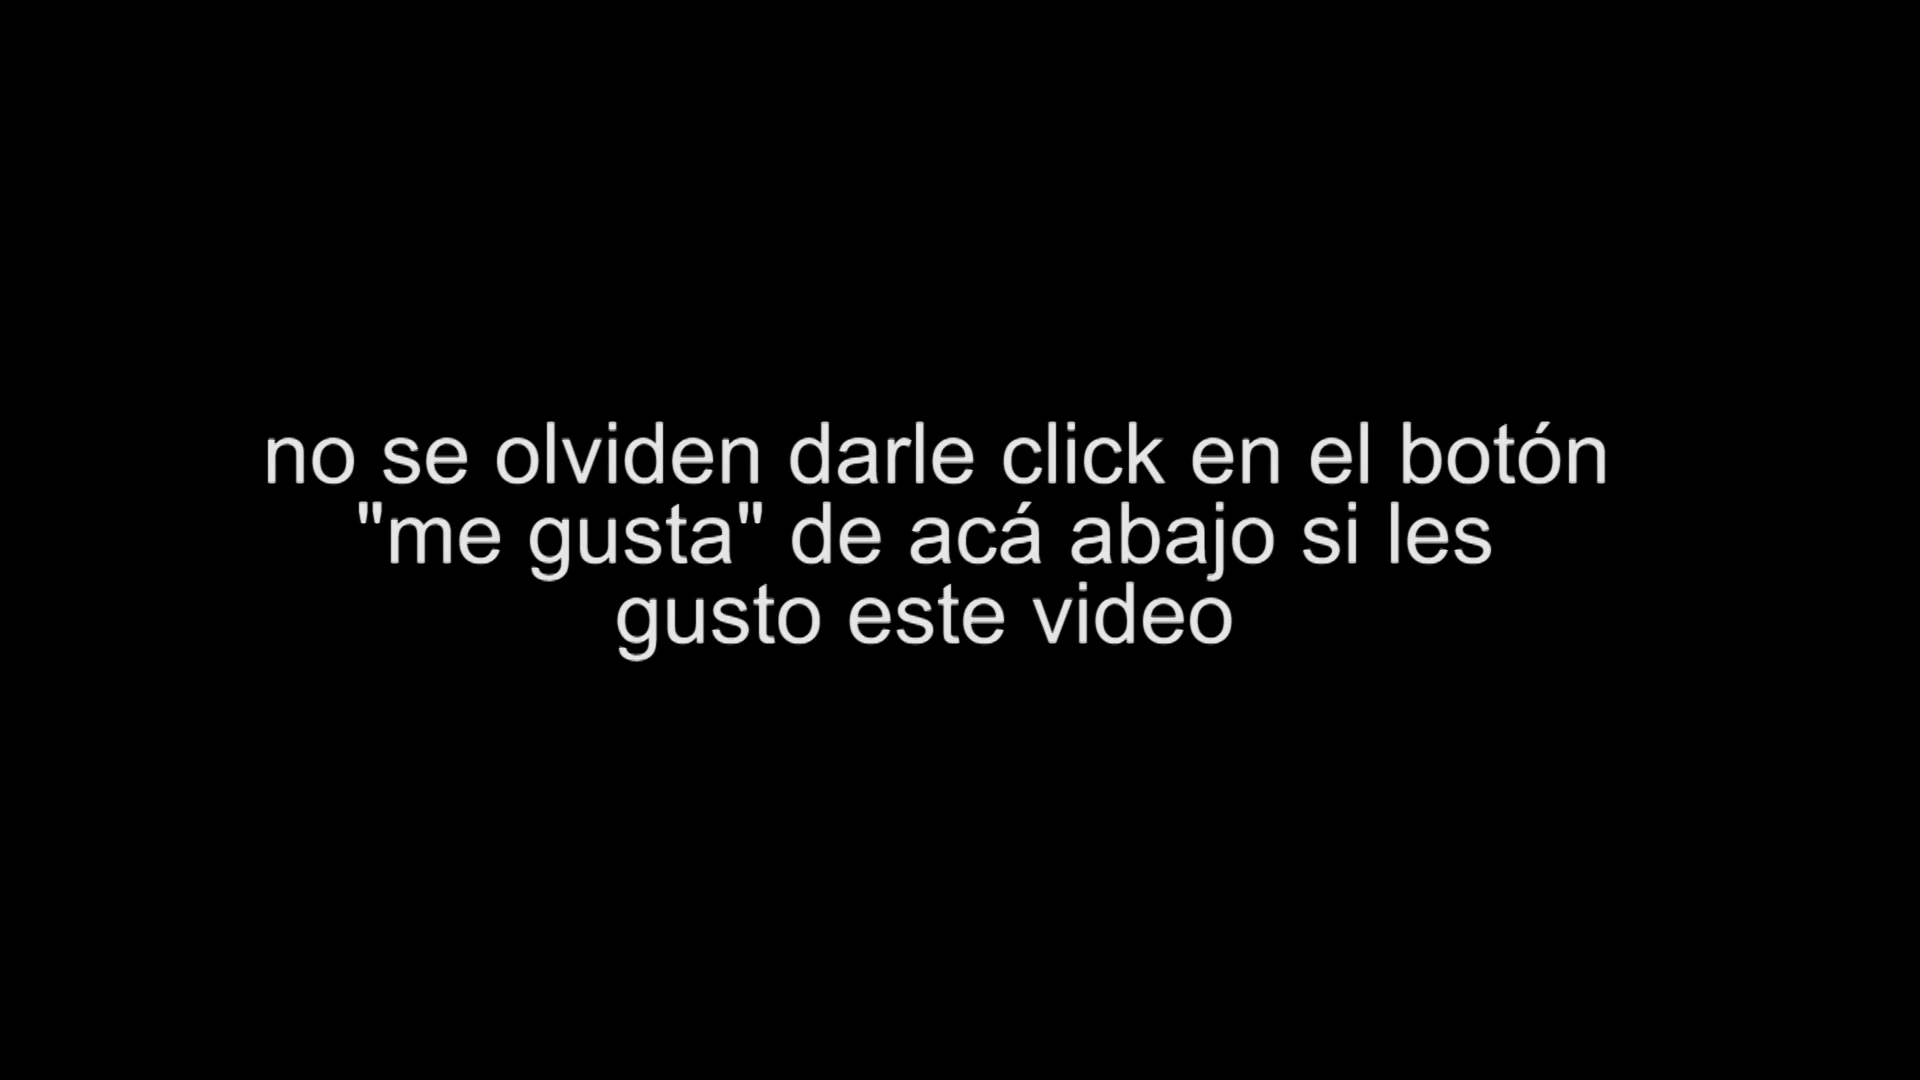 no se olviden darle click en el botón
"me gusta" de acá abajo si les
gusto este video